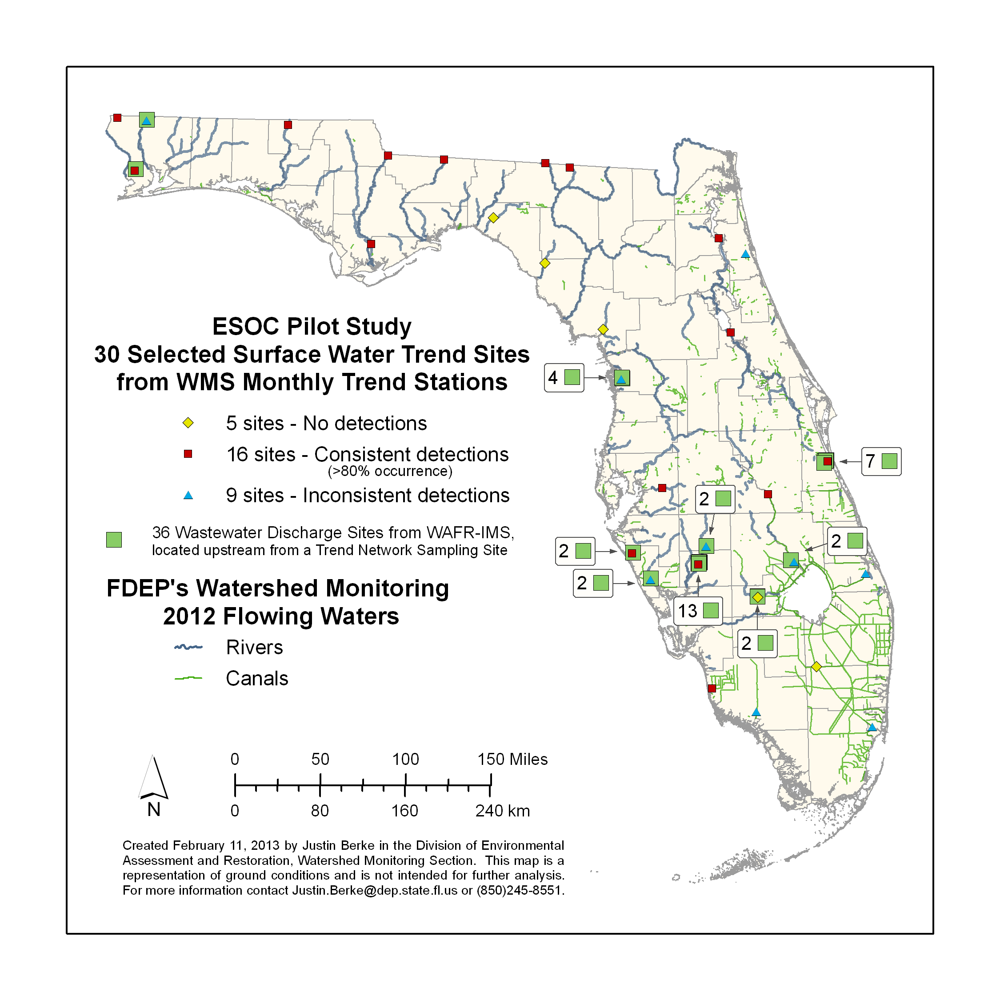 ESOC Pilot Study
30 Selected Surface Water Trend Sites
from WMS Monthly Trend Stations
5 sites - No detections
16 sites - Consistent detections
(>80% occurrence)
9 sites - Inconsistent detections
36 Wastewater Discharge Sites from WAFR-IMS,
located upstream from a Trend Network Sampling Site
FDEP's Watershed Monitoring
2012 Flowing Waters
Rivers
Canals
4
7
2
2
2
2
13
2
0 50 100 150 Miles
0 80 160 240 km
N
Created February 11, 2013 by Justin Berke in the Division of Environmental
Assessment and Restoration, Watershed Monitoring Section. This map is a
representation of ground conditions and is not intended for further analysis.
For more information contact Justin.Berke@dep.state.fl.us or (850)245-8551.